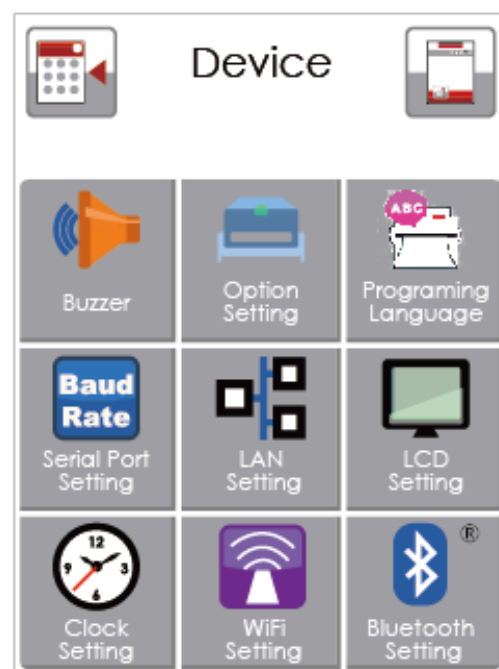 Device
Buzzer
Option
Setting
ABC
Programing
Language
Baud
Rate
Serial Port
Setting
LAN
Setting
LCD
Setting
12
9 3
6
Clock
Setting
WiFi
Setting
®
Bluetooth
Setting